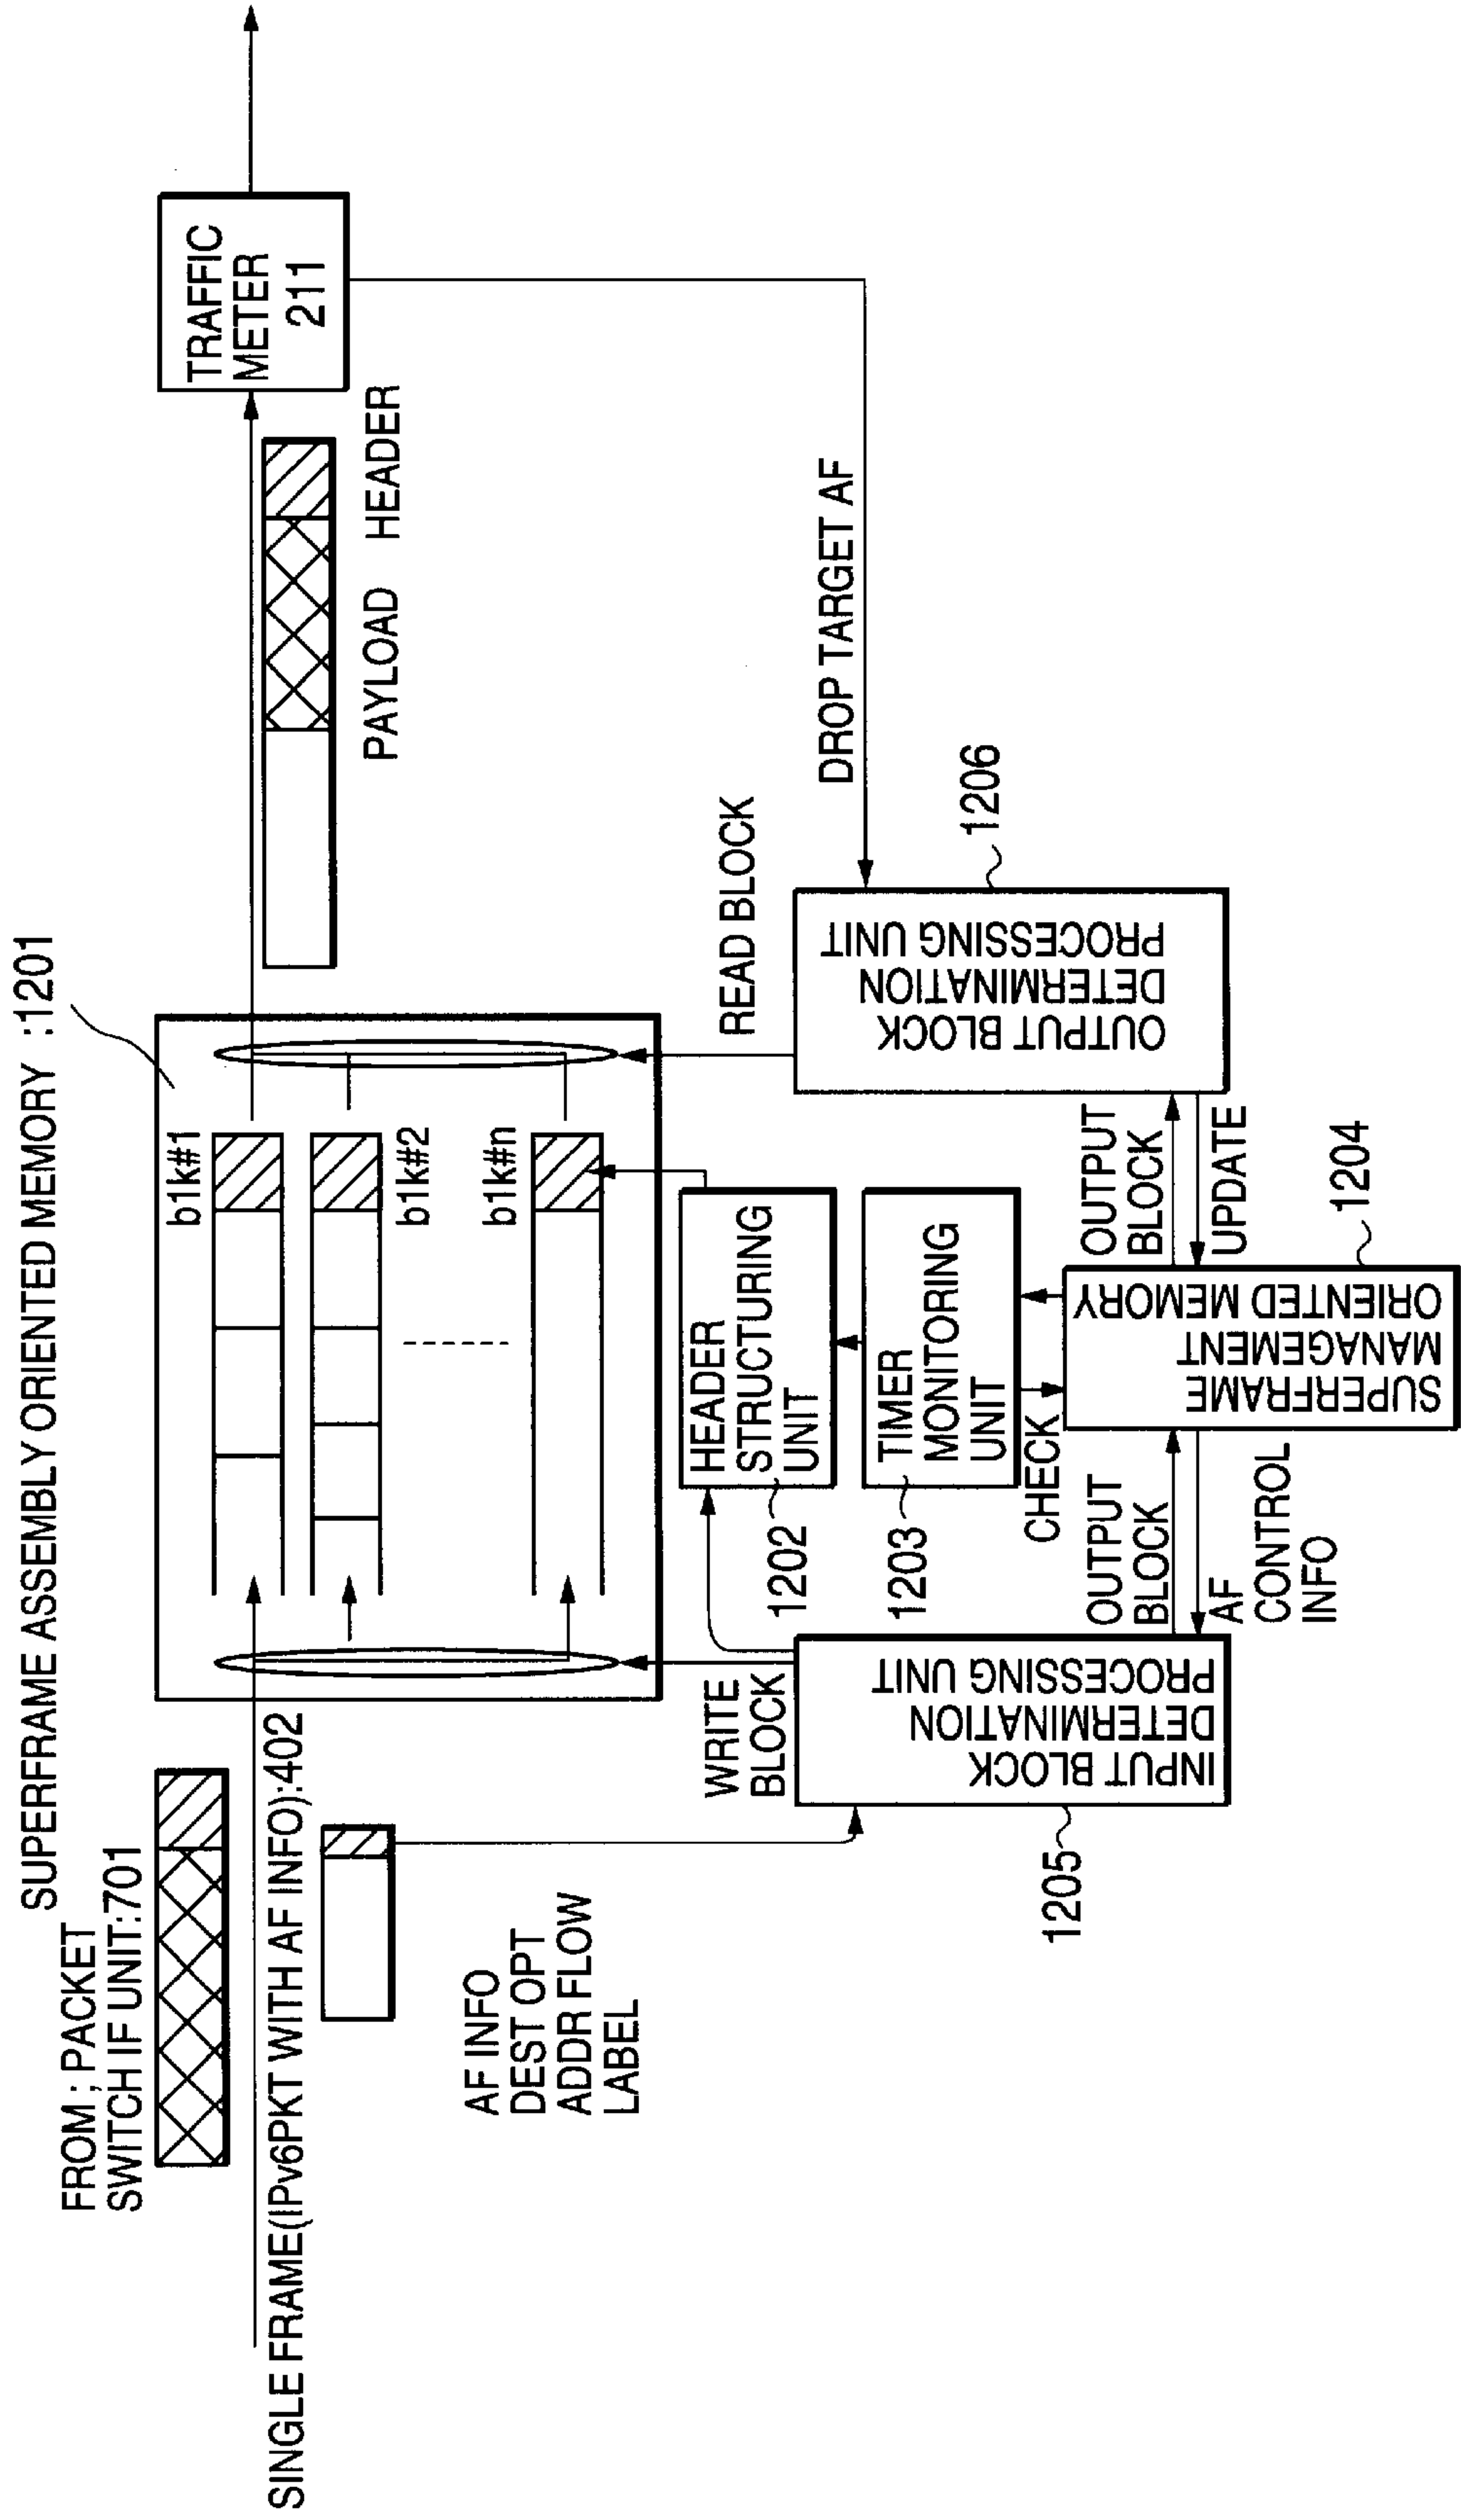 SUPERFRAME ASSEMBLY ORIENTED MEMORY :1201
FROM ; PACKET
SWITCH IF UNIT:701
SINGLE FRAME(IPv6PKT WITH AF INFO):402
AF INFO
DEST OPT
ADDR FLOW
LABEL
b1k#1
b1k#2
b1k#n
PAYLOAD
HEADER
TRAFFIC
METER
211
WRITE
BLOCK
READ BLOCK
DROP TARGET AF
HEADER
STRUCTURING
UNIT
1202
TIMER
MONITORING
UNIT
1203
CHECK
INPUT BLOCK
DETERMINATION
PROCESSING UNIT
1205
OUTPUT
BLOCK
AF
CONTROL
INFO
SUPERFRAME
MANAGEMENT
ORIENTED MEMORY
1204
OUTPUT
BLOCK
UPDATE
OUTPUT BLOCK
DETERMINATION
PROCESSING UNIT
1206